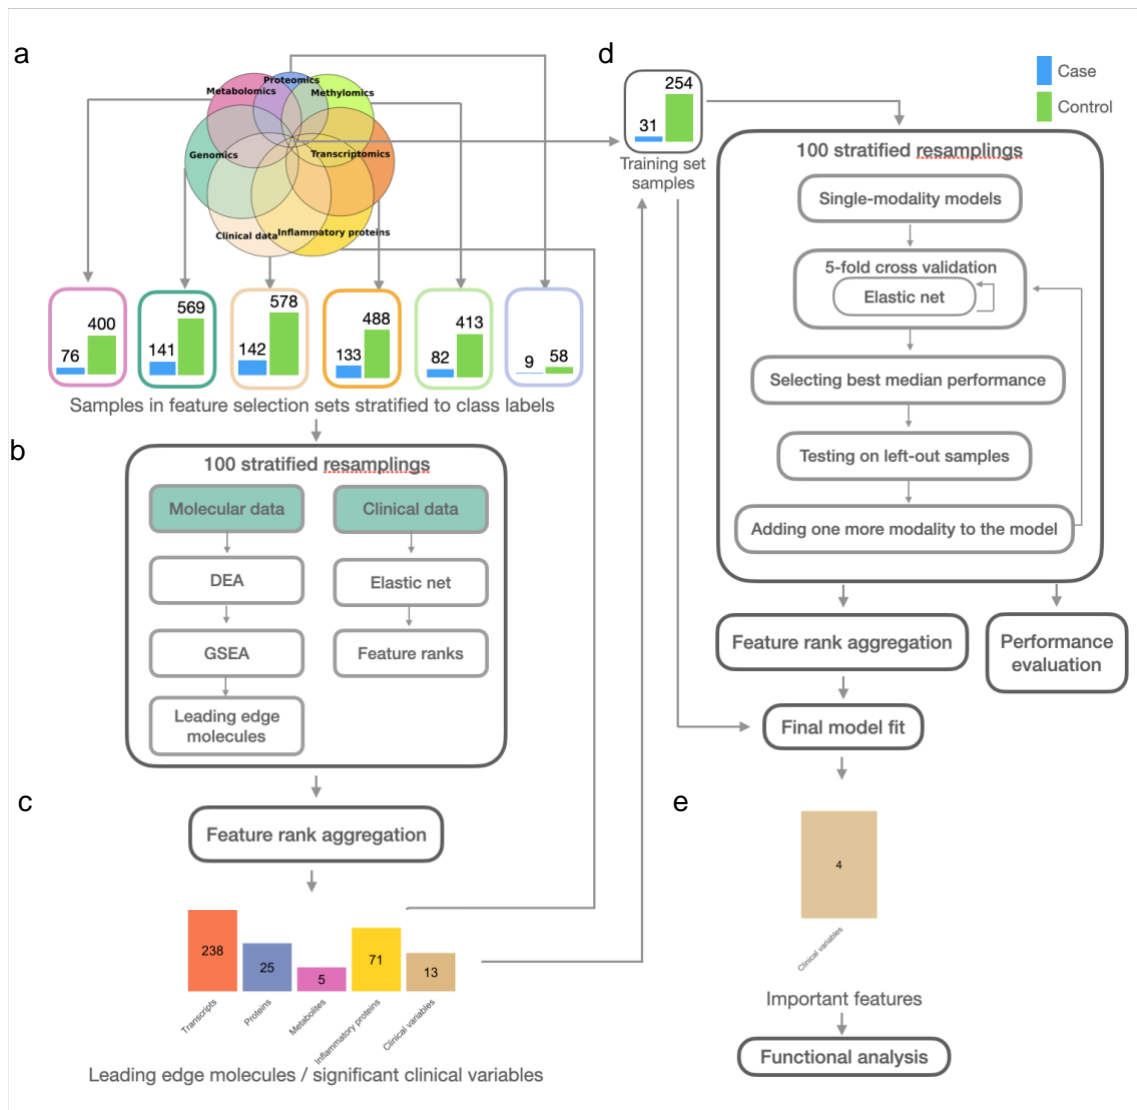 a
Proteomics
Metabolomics
Methylomics
Genomics
Transcriptomics
Clinical data
Inflammatory proteins
76
400
141
569
142
578
133
488
82
413
9
58
Samples in feature selection sets stratified to class labels
b
100 stratified resamplings
Molecular data
Clinical data
DEA
Elastic net
GSEA
Feature ranks
Leading edge
molecules
c
Feature rank aggregation
238
25
5
71
13
Transcripts
Proteins
Metabolites
Inflammatory proteins
Clinical variables
Leading edge molecules / significant clinical variables
d
31
254
Training set
samples
Case
Control
100 stratified resamplings
Single-modality models
5-fold cross validation
Elastic net
Selecting best median performance
Testing on left-out samples
Adding one more modality to the model
Feature rank aggregation
Performance
evaluation
Final model fit
e
4
Clinical variables
Important features
Functional analysis